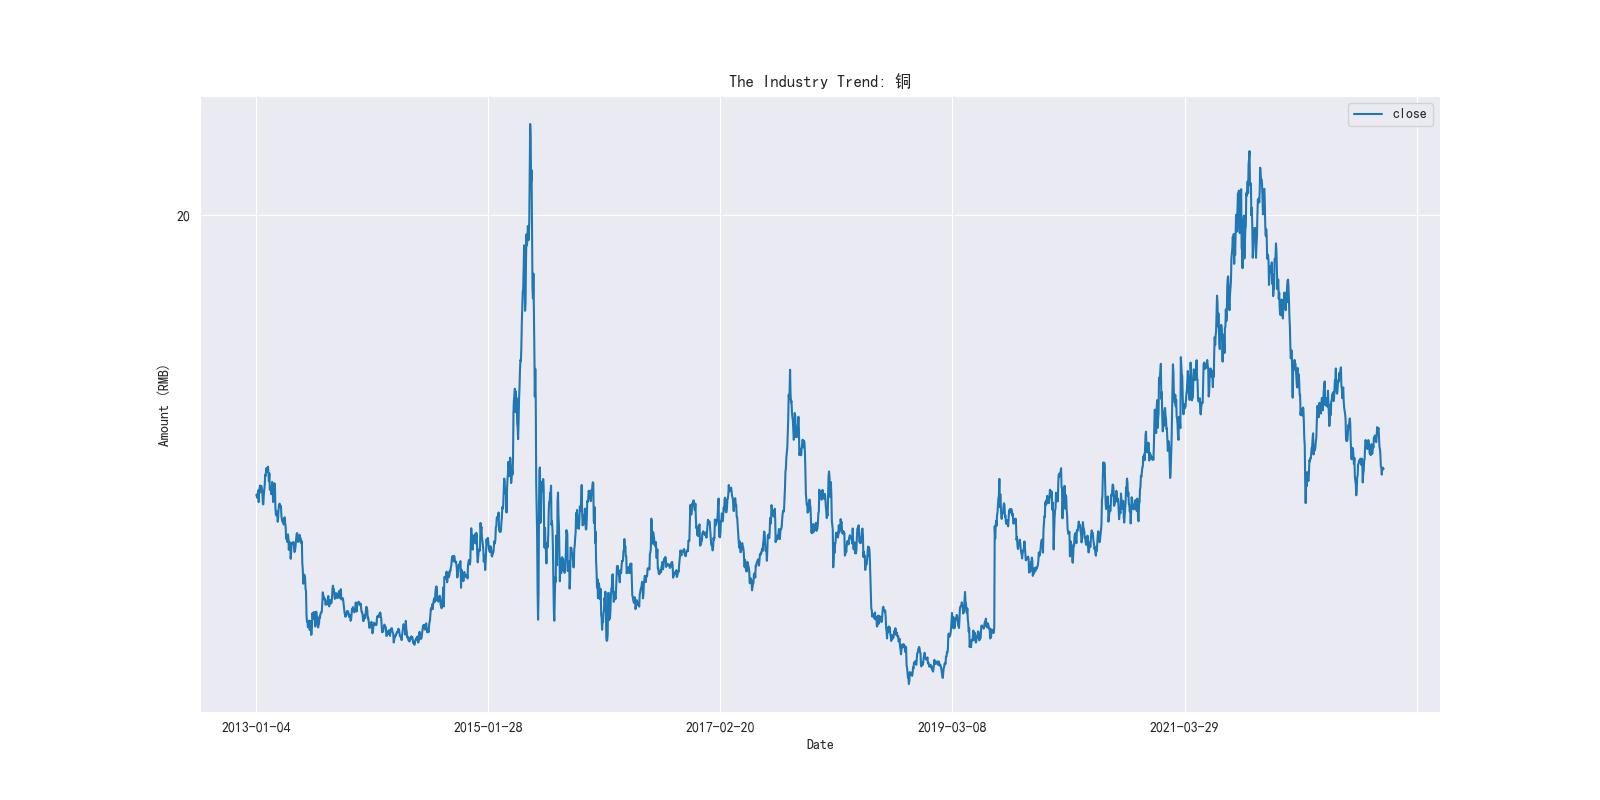 The Industry Trend: 铜
close
20
Amount (RMB)
2013-01-04
2015-01-28
2017-02-20
2019-03-08
2021-03-29
Date